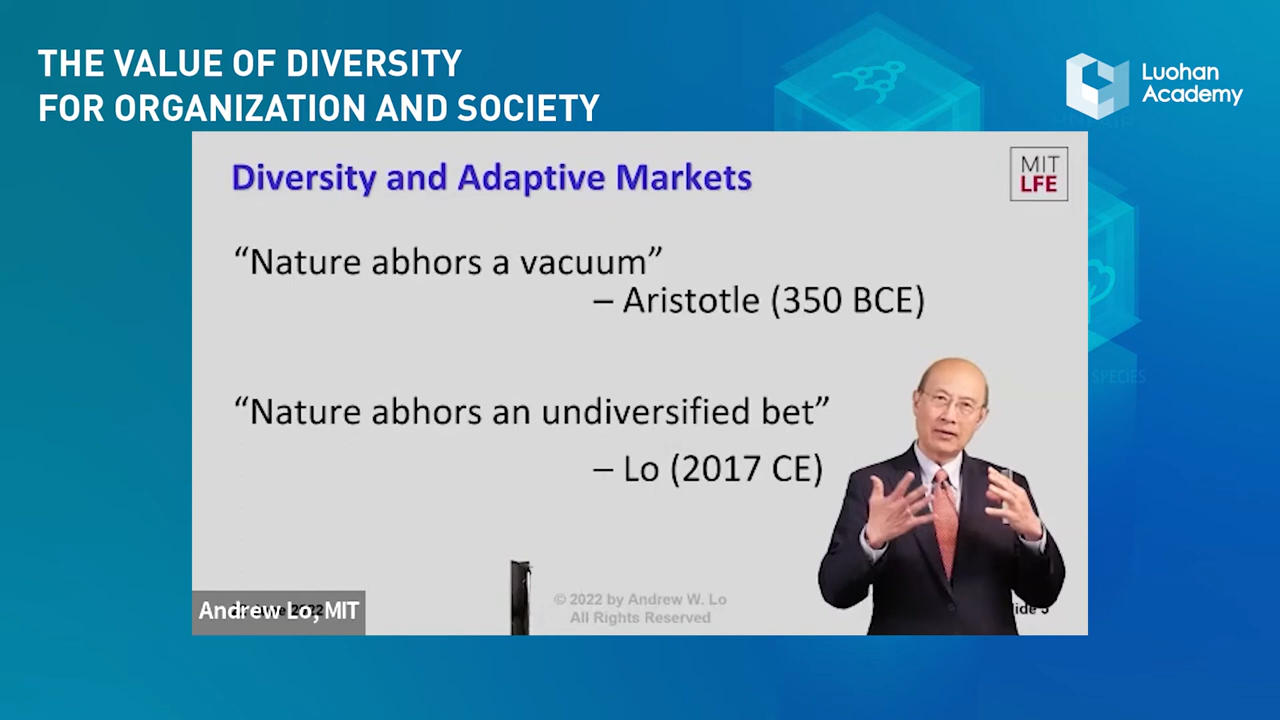 THE VALUE OF DIVERSITY
FOR ORGANIZATION AND SOCIETY
Luohan
Academy
Diversity and Adaptive Markets
MIT
LFE
“Nature abhors a vacuum”
– Aristotle (350 BCE)
SPECIES
“Nature abhors an undiversified bet”
– Lo (2017 CE)
Andrew Lo, MIT
© 2022 by Andrew W. Lo
All Rights Reserved